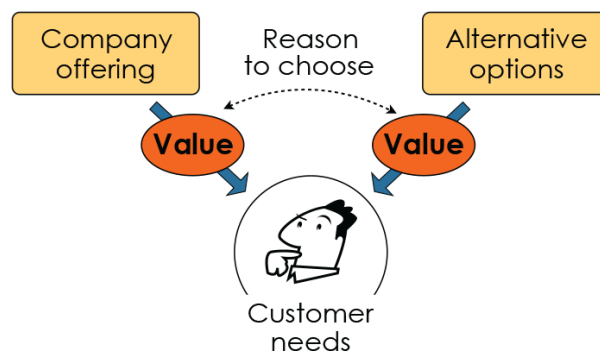 Company
offering
Reason
to choose
Alternative
options
Value
Value
Customer
needs